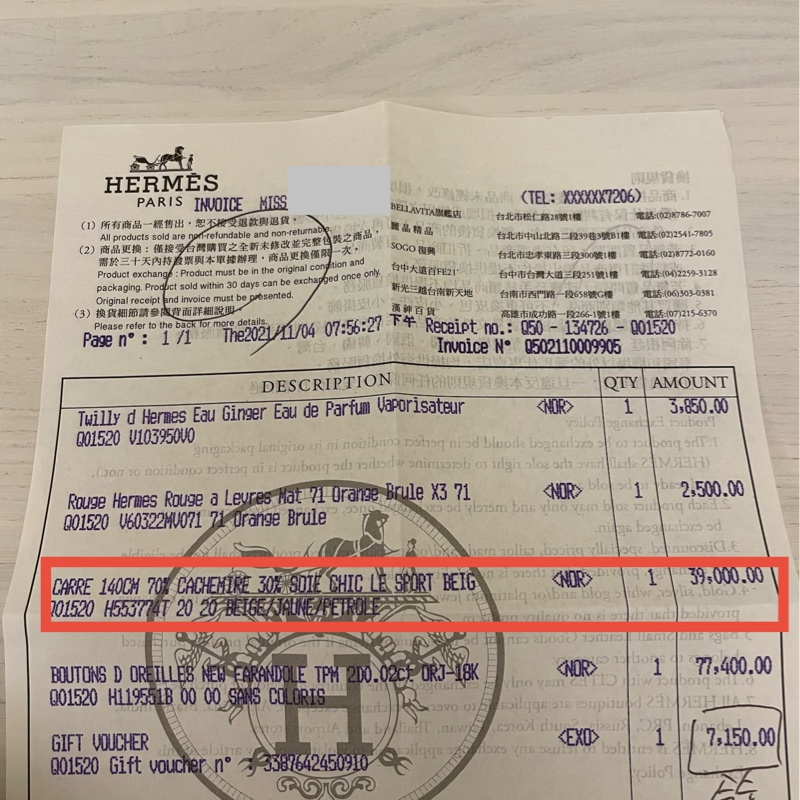 HERMÈS
PARIS INVOICE MISS
(TEL: XXXXXX7206)
(1) 所有商品一經售出，恕不接受退款與退貨。
All products sold are non-refundable and non-returnable.
(2) 商品更換：僅接受台灣購買之全新未修改並完整包裝之商品，
需於三十天內持發票與本單據辦理，商品更換僅限一次。
Product exchange : Product must be in the original condition and
packaging. Product sold within 30 days can be exchanged once only.
Original receipt and invoice must be presented.
(3) 換貨細節請參閱背面詳細說明
Please refer to the back for more details.
BELLAVITA旗艦店 台北市松仁路28號1樓 電話:(02)8786-7007
麗晶精品 台北市中山北路二段39巷3號B1樓 電話:(02)2541-7805
SOGO 復興 台北市忠孝東路三段300號1樓 電話:(02)8772-0160
台中大遠百FE21' 台中市台灣大道三段251號1樓 電話:(04)2259-3128
新光三越台南新天地 台南市西門路一段658號G樓 電話:(06)303-0381
漢神百貨 高雄市成功路一段266-1號1樓 電話:(07)215-6370
Page n° : 1 /1 The2021/11/04 07:56:27 下午 Receipt no.: Q50 - 134726 - Q01520
Invoice N° Q502110009905
DESCRIPTION QTY AMOUNT
Twilly d Hermes Eau Ginger Eau de Parfum Vaporisateur <NOR> 1 3,850.00
Q01520 V103950V0
Rouge Hermes Rouge a Levres Mat 71 Orange Brule X3 71 <NOR> 1 2,500.00
Q01520 V60322MV071 71 Orange Brule
CARRE 140CM 70% CACHEMIRE 30% SOIE CHIC LE SPORT BEIG <NOR> 1 39,000.00
Q01520 H553774T 20 20 BEIGE/JAUNE/PETROLE
BOUTONS D OREILLES NEW FARANDOLE TPM 2D0.02ct ORJ-18K <NOR> 1 77,400.00
Q01520 H119551B 00 00 SANS COLORIS
GIFT VOUCHER <EXO> 1 7,150.00
Q01520 Gift voucher n° : 3387642450910